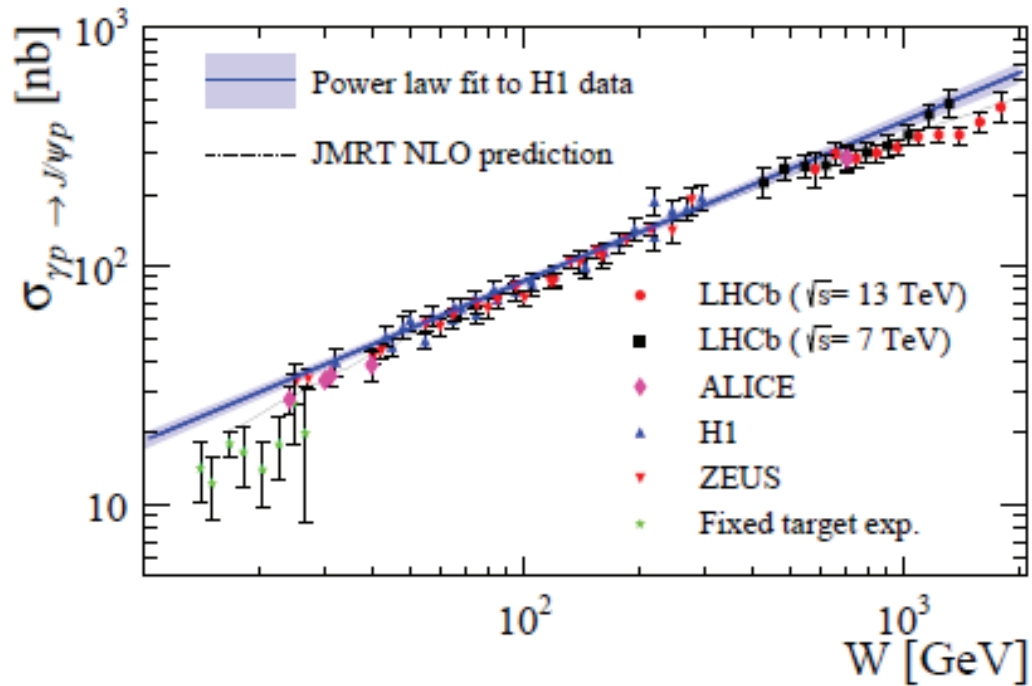 10³
σγp → J/ψp [nb]
Power law fit to H1 data
JMRT NLO prediction
10²
LHCb (√s= 13 TeV)
LHCb (√s= 7 TeV)
ALICE
H1
ZEUS
10
Fixed target exp.
10²
10³
W [GeV]